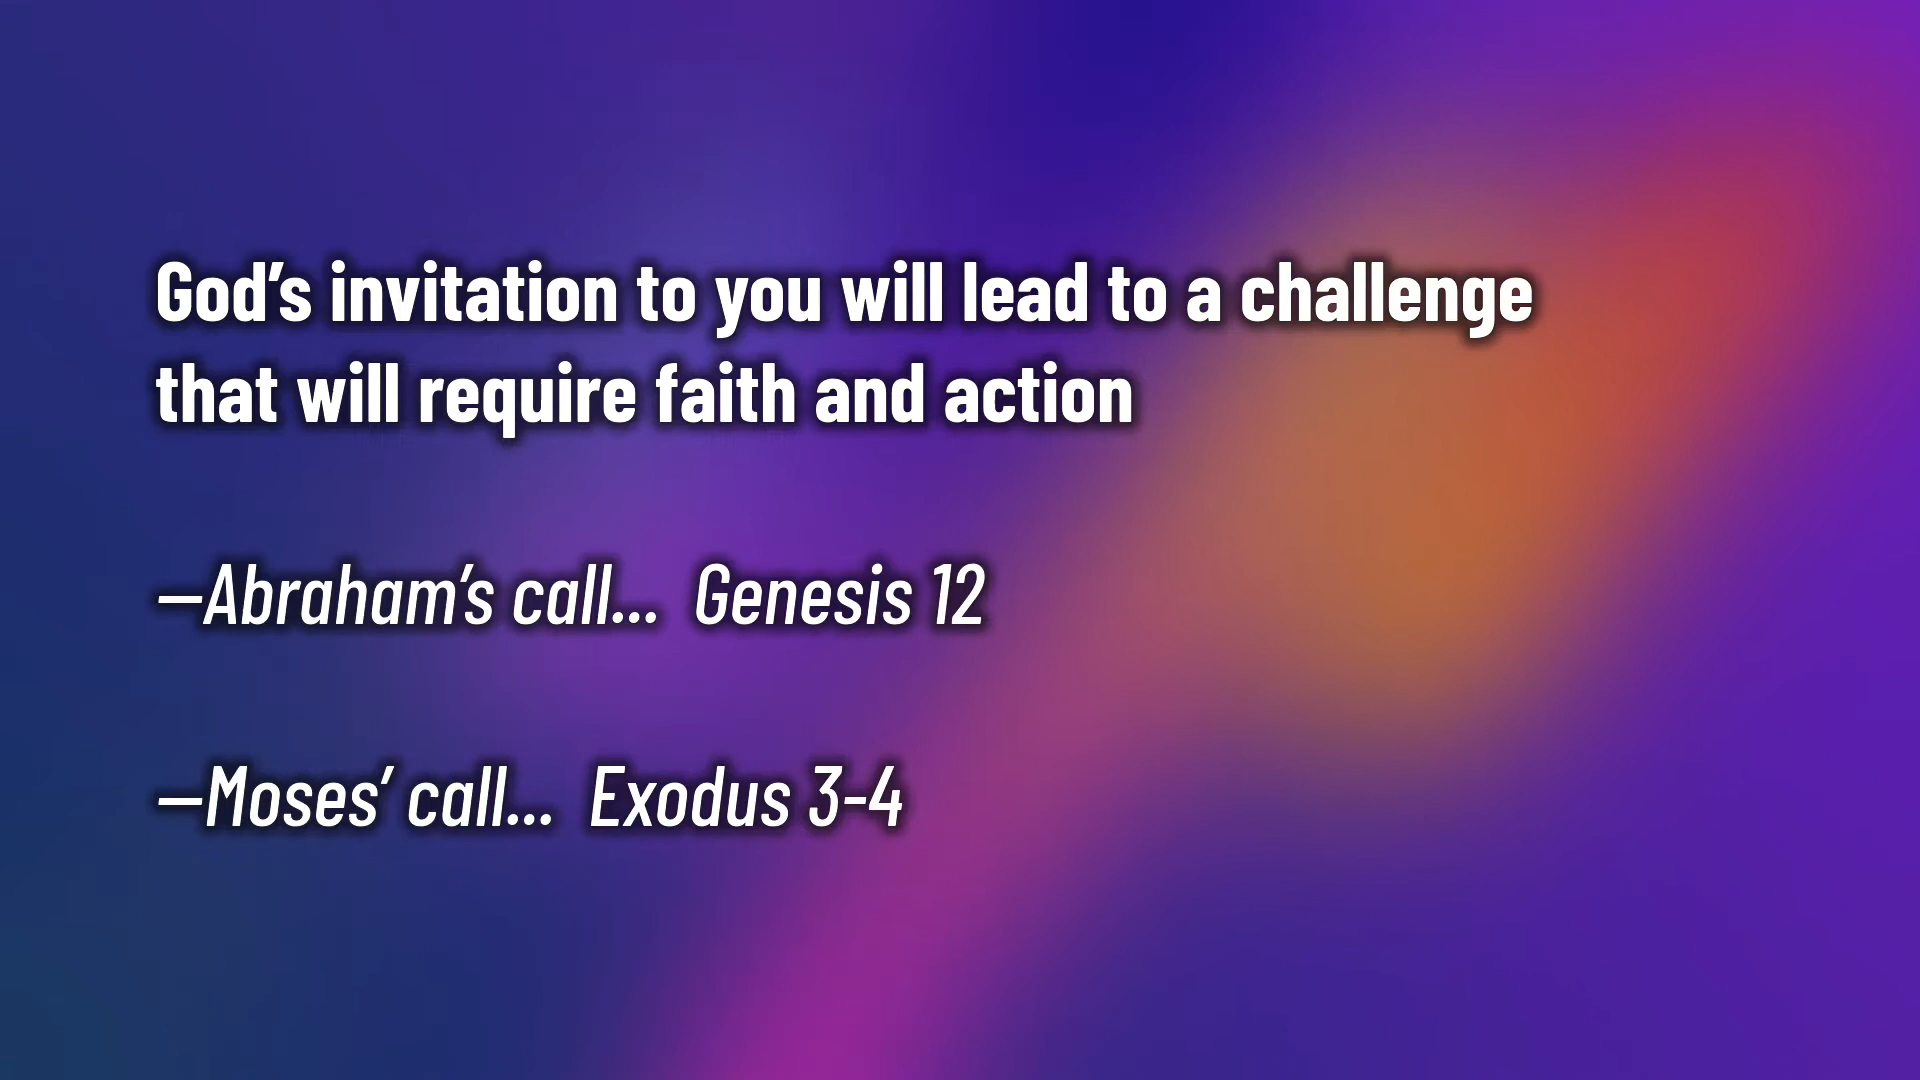 God’s invitation to you will lead to a challenge
that will require faith and action
–Abraham’s call...  Genesis 12
–Moses’ call...  Exodus 3-4